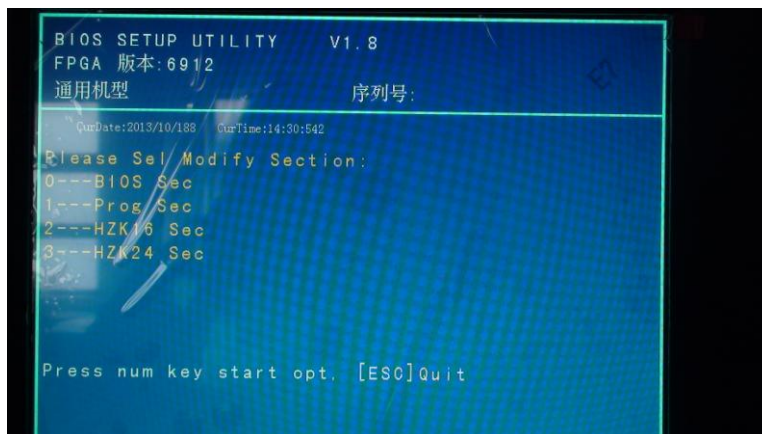 BIOS SETUP UTILITY V1.8
FPGA 版本:6912
通用机型 序列号:
CurDate:2013/10/188 CurTime:14:30:542
Please Sel Modify Section:
0---BIOS Sec
1---Prog Sec
2---HZK16 Sec
3---HZK24 Sec
Press num key start opt, [ESC]Quit